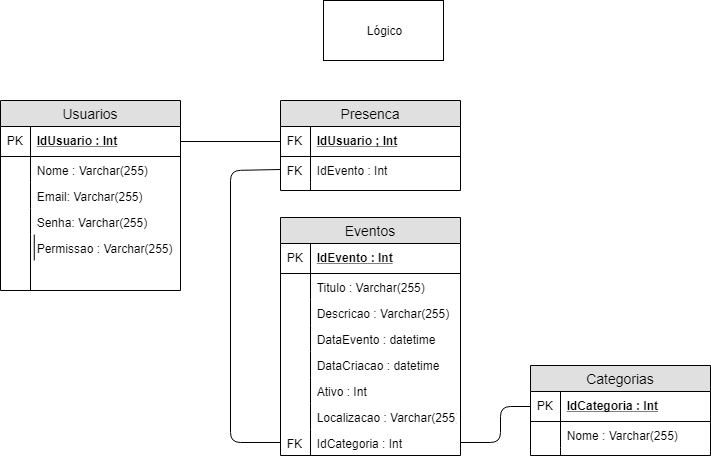 Lógico
Usuarios
PK IdUsuario : Int
Nome : Varchar(255)
Email: Varchar(255)
Senha: Varchar(255)
Permissao : Varchar(255)
Presenca
FK IdUsuario ; Int
FK IdEvento : Int
Eventos
PK IdEvento : Int
Titulo : Varchar(255)
Descricao : Varchar(255)
DataEvento : datetime
DataCriacao : datetime
Ativo : Int
Localizacao : Varchar(255
FK IdCategoria : Int
Categorias
PK IdCategoria : Int
Nome : Varchar(255)